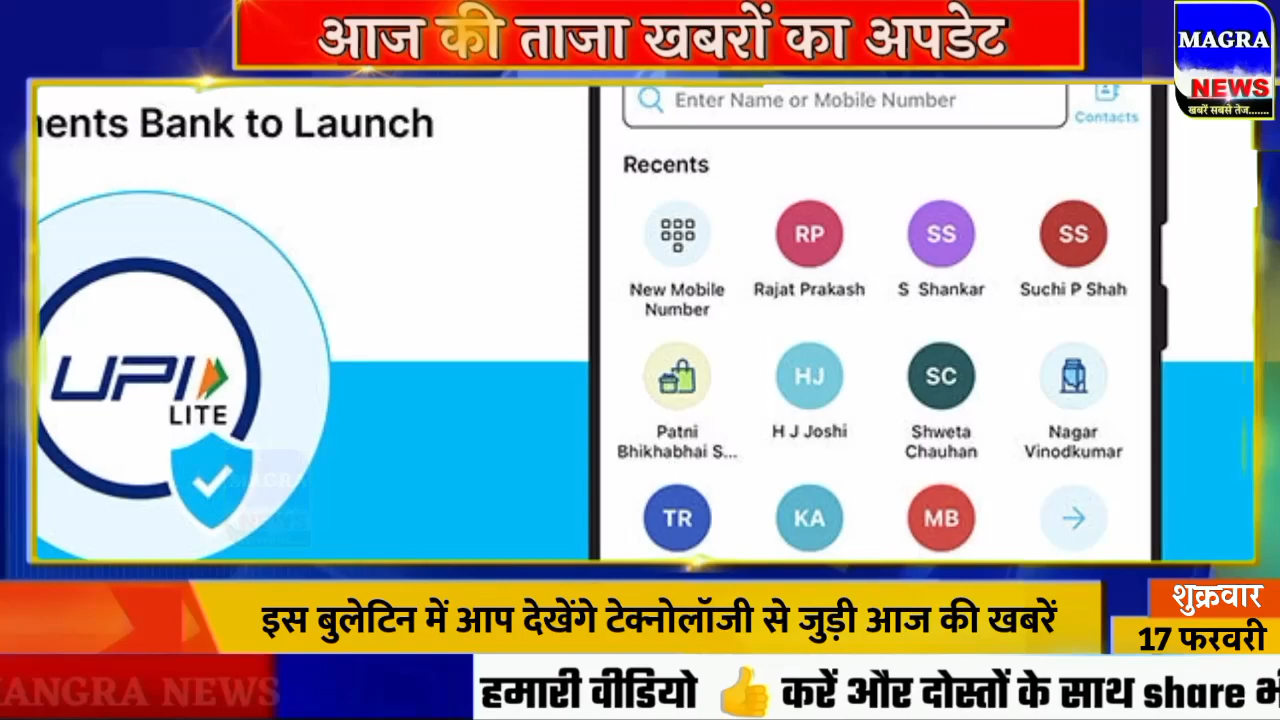 आज की ताजा खबरों का अपडेट
MAGRA
NEWS
खबरें सबसे तेज.......
Bank to Launch
UPI
LITE
Enter Name or Mobile Number
Contacts
Recents
RP
SS
SS
New Mobile
Number
Rajat Prakash
S Shankar
Suchi P Shah
HJ
SC
Patni
Bhikhabhai S...
H J Joshi
Shweta
Chauhan
Nagar
Vinodkumar
TR
KA
MB
MAGRA
NEWS
इस बुलेटिन में आप देखेंगे टेक्नोलॉजी से जुड़ी आज की खबरें
शुक्रवार
17 फरवरी
NEWS
हमारी वीडियो 👍 करें और दोस्तों के साथ share